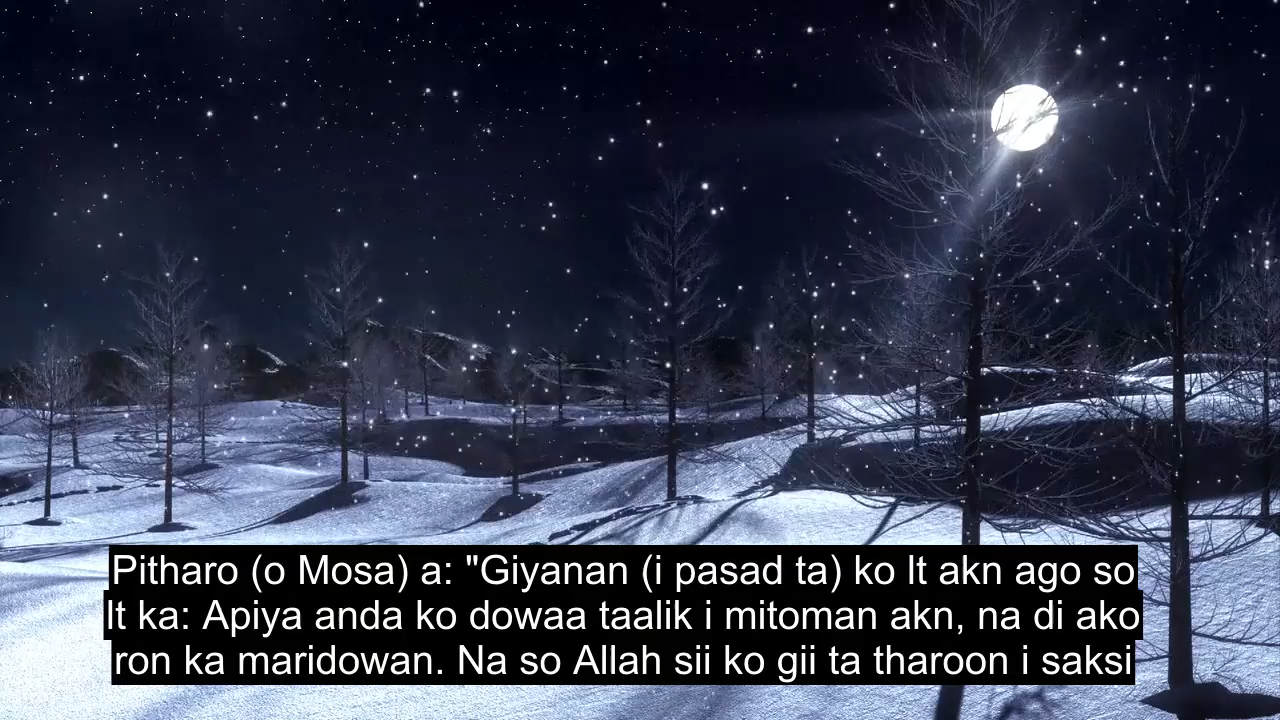 Pitharo (o Mosa) a: "Giyanan (i pasad ta) ko lt akn ago so
lt ka: Apiya anda ko dowaa taalik i mitoman akn, na di ako
ron ka maridowan. Na so Allah sii ko gii ta tharoon i saksi